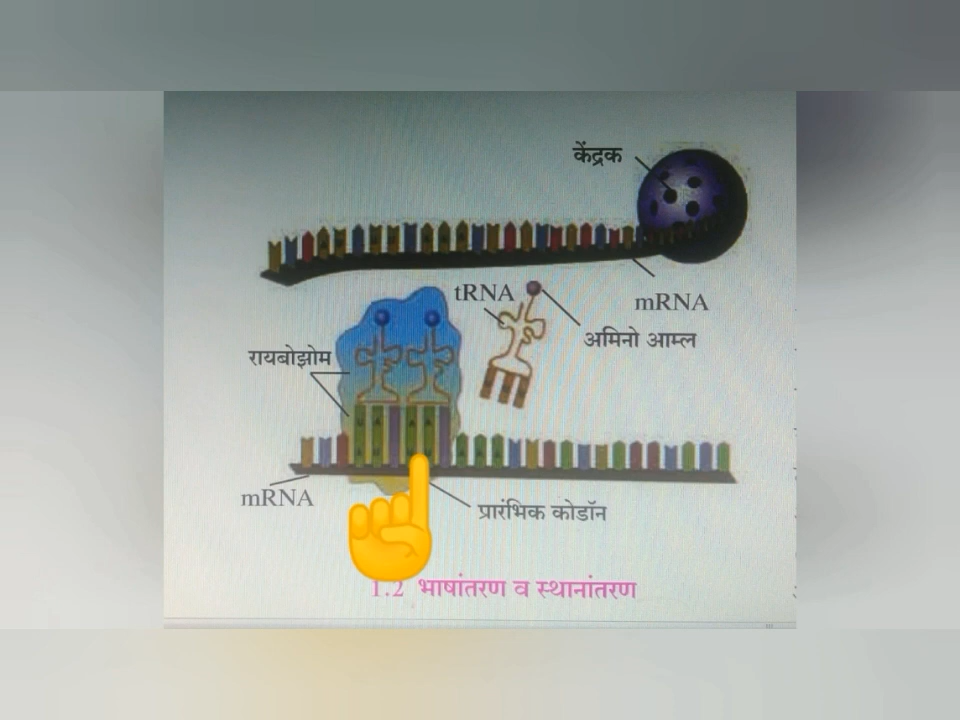 केंद्रक
tRNA
mRNA
अमिनो आम्ल
रायबोझोम
mRNA
प्रारंभिक कोडॉन
1.2 भाषांतरण व स्थानांतरण